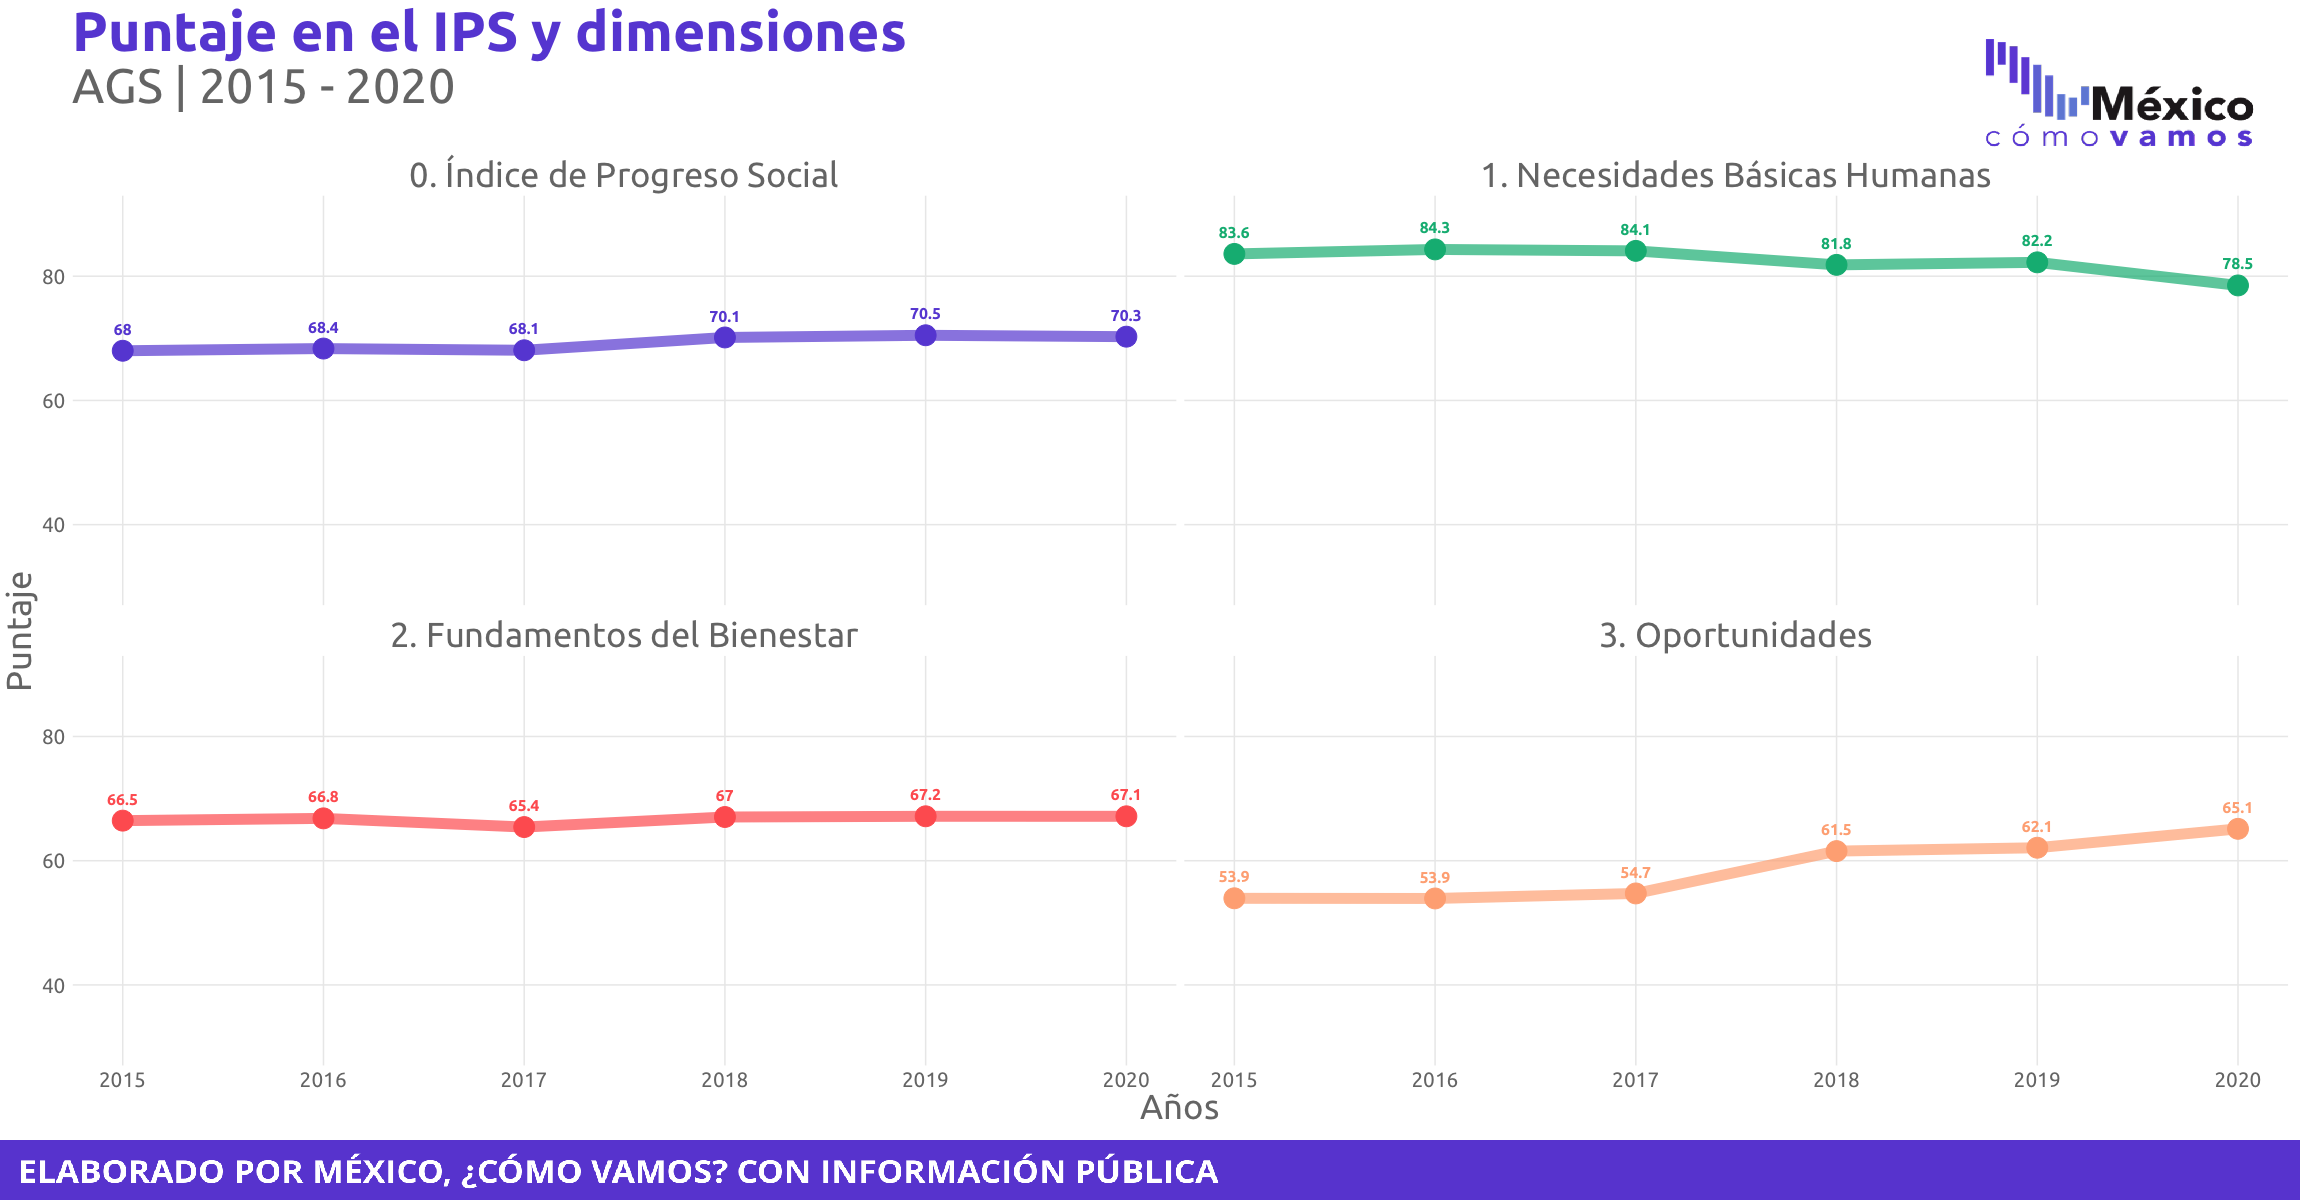 Puntaje en el IPS y dimensiones
AGS | 2015 - 2020
México
cómo vamos
0. Índice de Progreso Social
1. Necesidades Básicas Humanas
80
60
40
68
68.4
68.1
70.1
70.5
70.3
83.6
84.3
84.1
81.8
82.2
78.5
Puntaje
2. Fundamentos del Bienestar
3. Oportunidades
80
60
40
66.5
66.8
65.4
67
67.2
67.1
53.9
53.9
54.7
61.5
62.1
65.1
2015 2016 2017 2018 2019 2020 2015 2016 2017 2018 2019 2020
Años
ELABORADO POR MÉXICO, ¿CÓMO VAMOS? CON INFORMACIÓN PÚBLICA